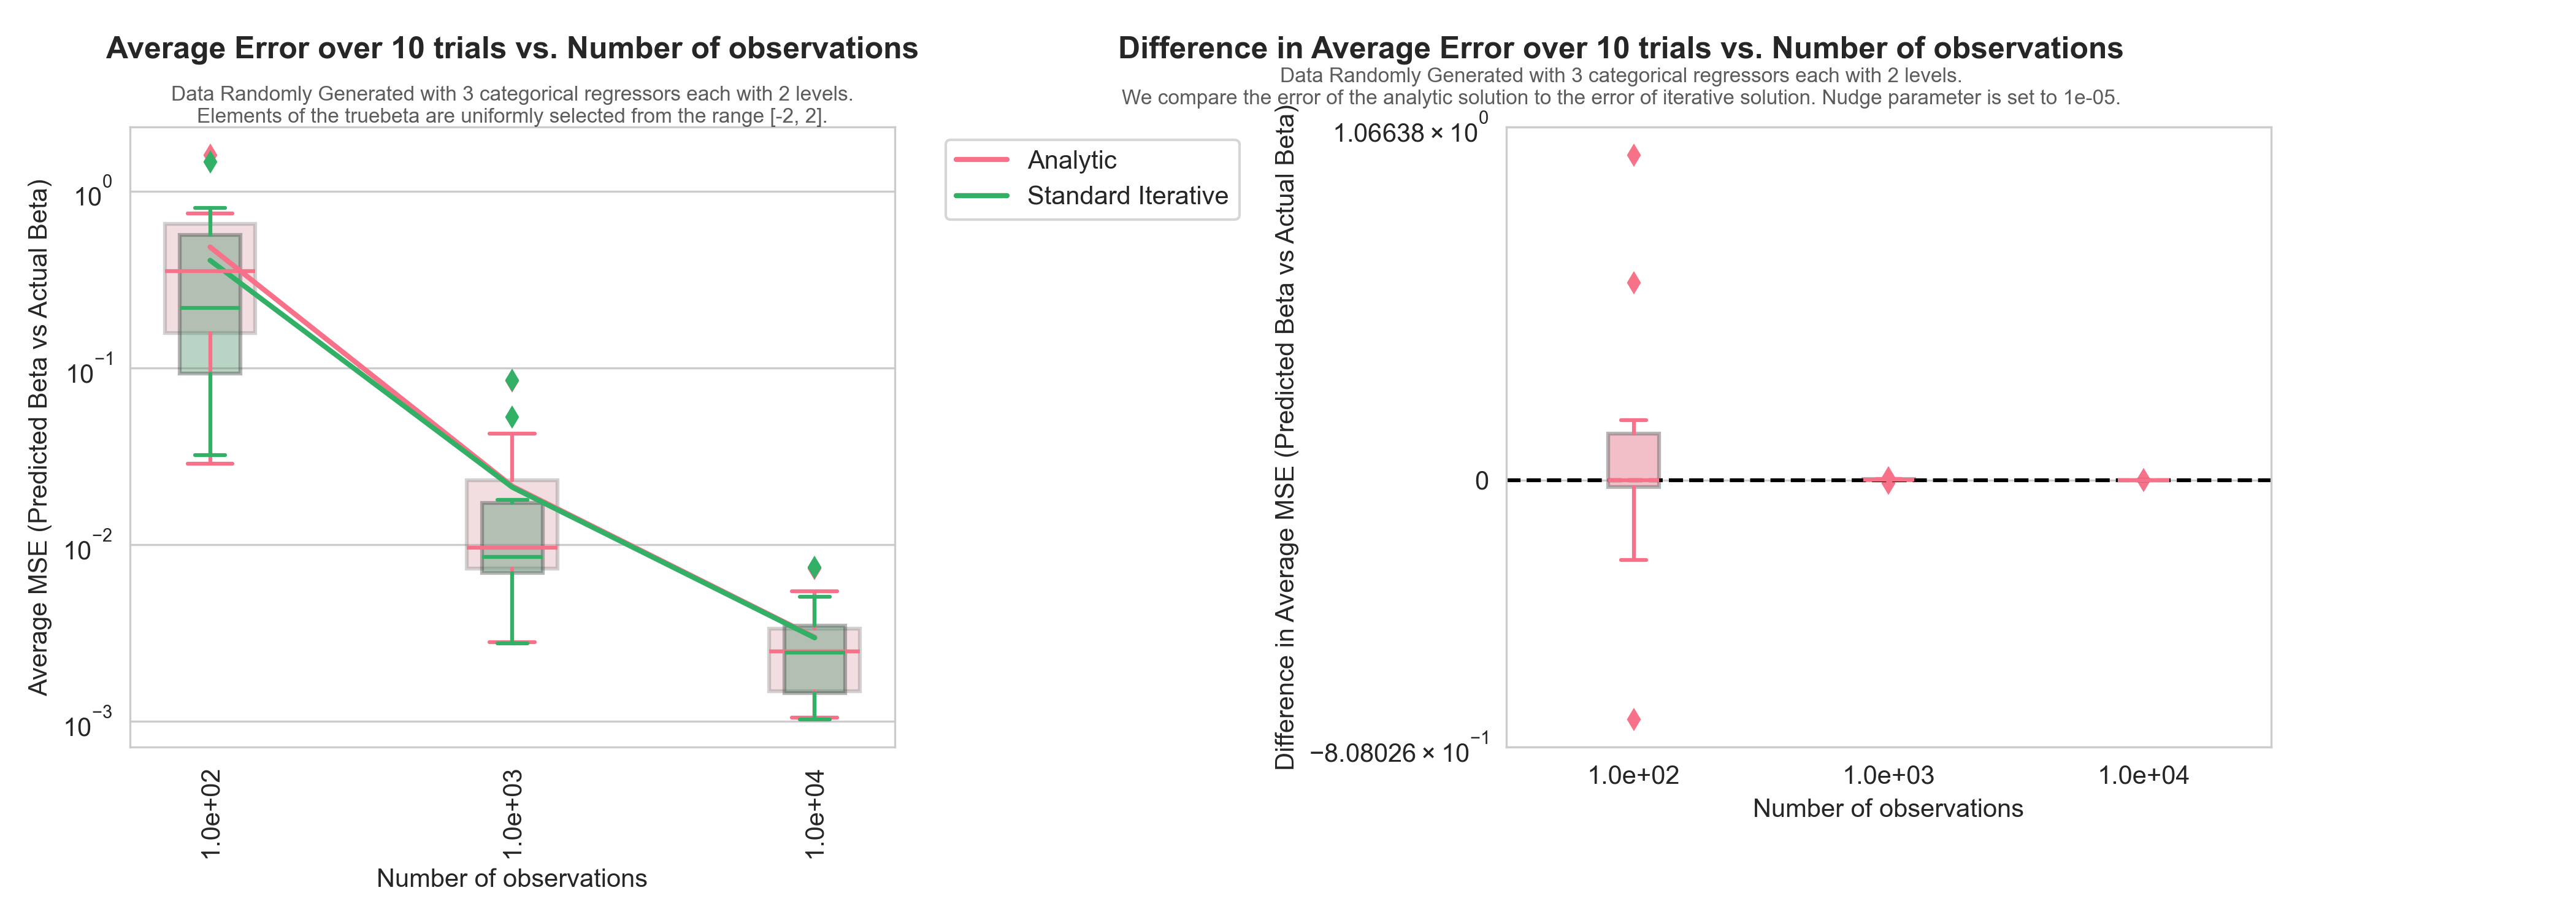 Average Error over 10 trials vs. Number of observations
Data Randomly Generated with 3 categorical regressors each with 2 levels.
Elements of the truebeta are uniformly selected from the range [-2, 2].
Average MSE (Predicted Beta vs Actual Beta)
10⁰
10⁻¹
10⁻²
10⁻³
1.0e+02
1.0e+03
1.0e+04
Number of observations
Analytic
Standard Iterative
Difference in Average Error over 10 trials vs. Number of observations
Data Randomly Generated with 3 categorical regressors each with 2 levels.
We compare the error of the analytic solution to the error of iterative solution. Nudge parameter is set to 1e-05.
Difference in Average MSE (Predicted Beta vs Actual Beta)
1.06638 × 10⁰
0
−8.08026 × 10⁻¹
1.0e+02
1.0e+03
1.0e+04
Number of observations